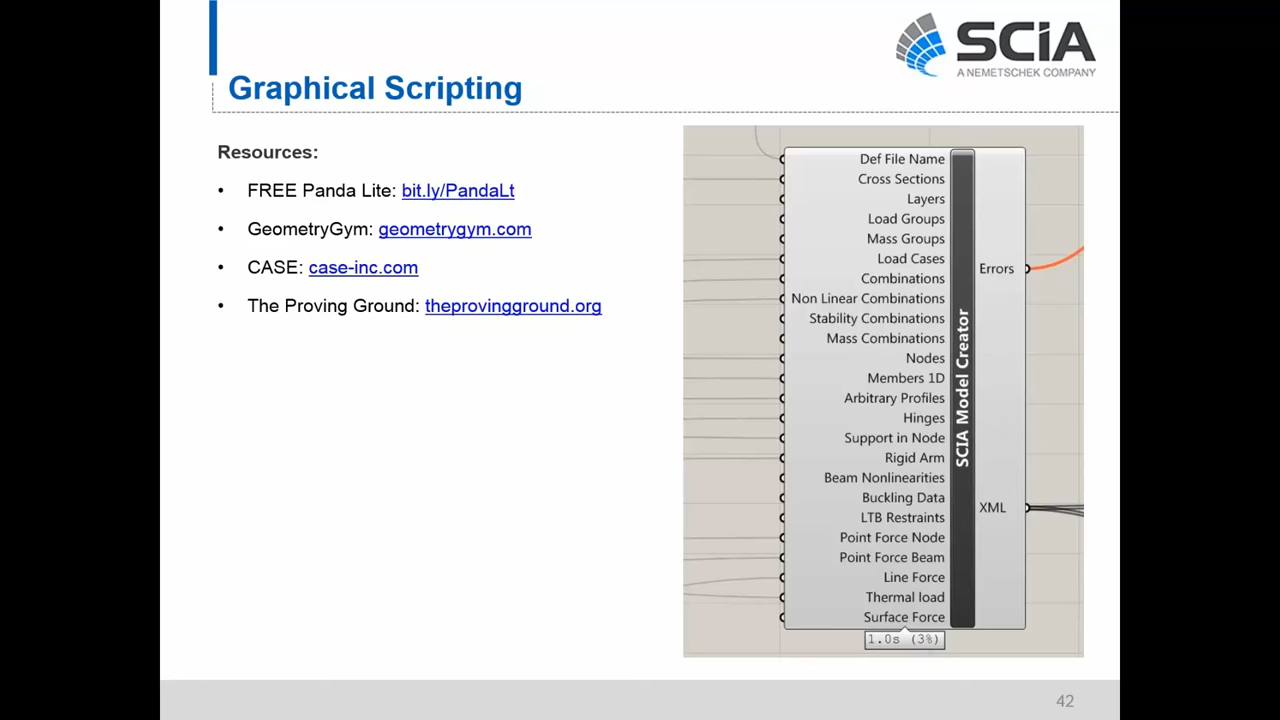 SCiA
A NEMETSCHEK COMPANY
Graphical Scripting
Resources:
• FREE Panda Lite: bit.ly/PandaLt
• GeometryGym: geometrygym.com
• CASE: case-inc.com
• The Proving Ground: theprovingground.org
Def File Name
Cross Sections
Layers
Load Groups
Mass Groups
Load Cases
Combinations
Non Linear Combinations
Stability Combinations
Mass Combinations
Nodes
Members 1D
Arbitrary Profiles
Hinges
Support in Node
Rigid Arm
Beam Nonlinearities
Buckling Data
LTB Restraints
Point Force Node
Point Force Beam
Line Force
Thermal load
Surface Force
SCIA Model Creator
Errors
XML
1.0s (3%)
42